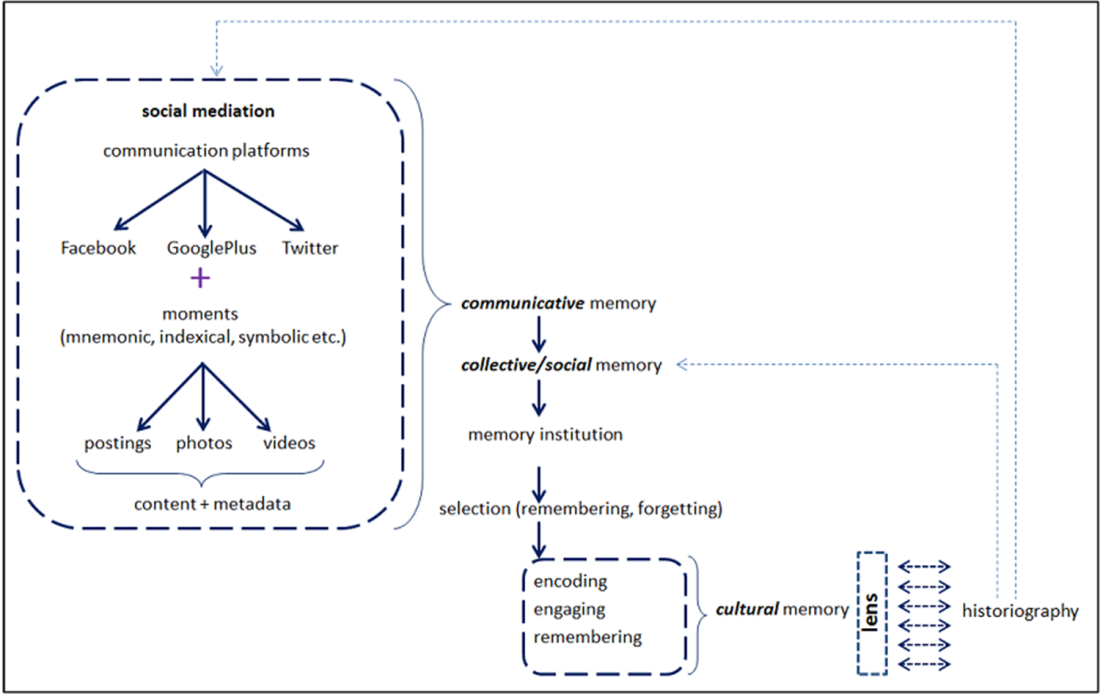 social mediation
communication platforms
Facebook GooglePlus Twitter
+
moments
(mnemonic, indexical, symbolic etc.)
postings photos videos
content + metadata
communicative memory
collective/social memory
memory institution
selection (remembering, forgetting)
encoding
engaging
remembering
cultural memory
lens
historiography